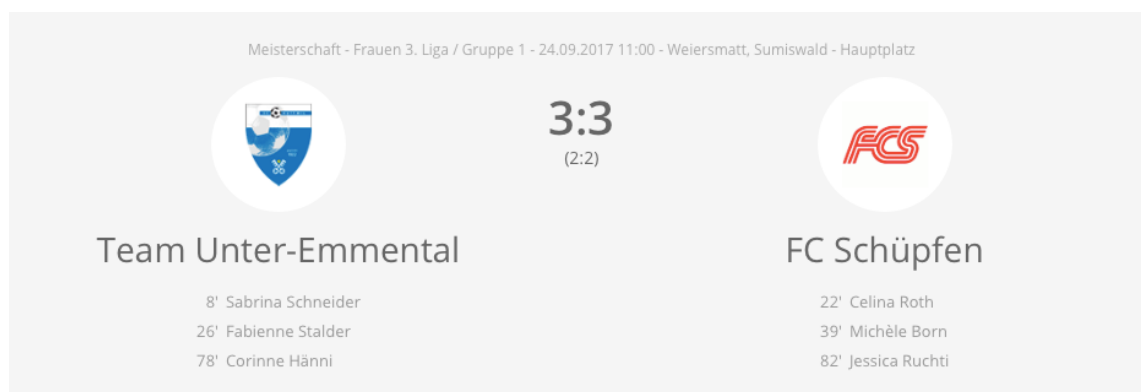 Meisterschaft - Frauen 3. Liga / Gruppe 1 - 24.09.2017 11:00 - Weiersmatt, Sumiswald - Hauptplatz
3:3
(2:2)
FCS
Team Unter-Emmental
FC Schüpfen
8' Sabrina Schneider
26' Fabienne Stalder
78' Corinne Hänni
22' Celina Roth
39' Michèle Born
82' Jessica Ruchti